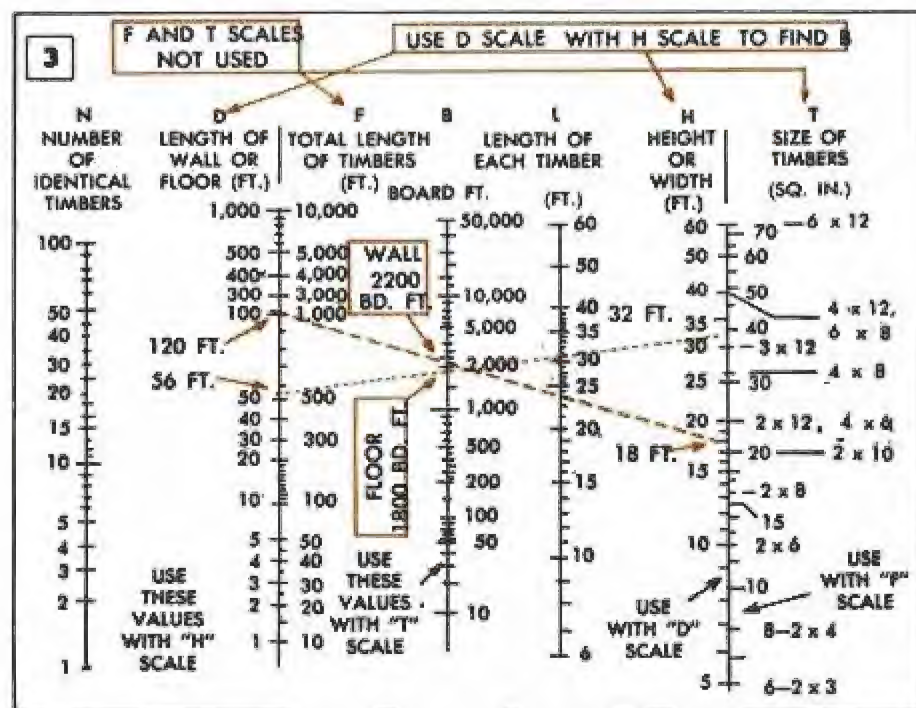 3
F AND T SCALES
NOT USED
USE D SCALE WITH H SCALE TO FIND B
N
NUMBER
OF
IDENTICAL
TIMBERS
D
LENGTH OF
WALL OR
FLOOR (FT.)
F
TOTAL LENGTH
OF TIMBERS
(FT.)
B
BOARD FT.
L
LENGTH OF
EACH TIMBER
(FT.)
H
HEIGHT
OR
WIDTH
(FT.)
T
SIZE OF
TIMBERS
(SQ. IN.)
100
50
40
30
20
15
10
5
4
3
2
1
1,000
500
400
300
100
120 FT.
56 FT.
50
40
30
20
10
5
4
3
2
1
USE
THESE
VALUES
WITH "H"
SCALE
10,000
5,000
4,000
3,000
1,000
500
300
100
50
40
30
20
10
WALL
2200
BD. FT.
FLOOR
1800 BD. FT.
USE
THESE
VALUES
WITH "T"
SCALE
50,000
10,000
5,000
2,000
1,000
500
200
100
50
10
60
50
40
35
30
25
20
15
10
6
32 FT.
18 FT.
60
50
40
35
30
25
20
15
10
5
USE
WITH "D"
SCALE
70
60
50
40
30
20
15
10
6 x 12
4 x 12,
6 x 8
3 x 12
4 x 8
2 x 12, 4 x 6
2 x 10
2 x 8
2 x 6
USE
WITH "F"
SCALE
8-2 x 4
6-2 x 3